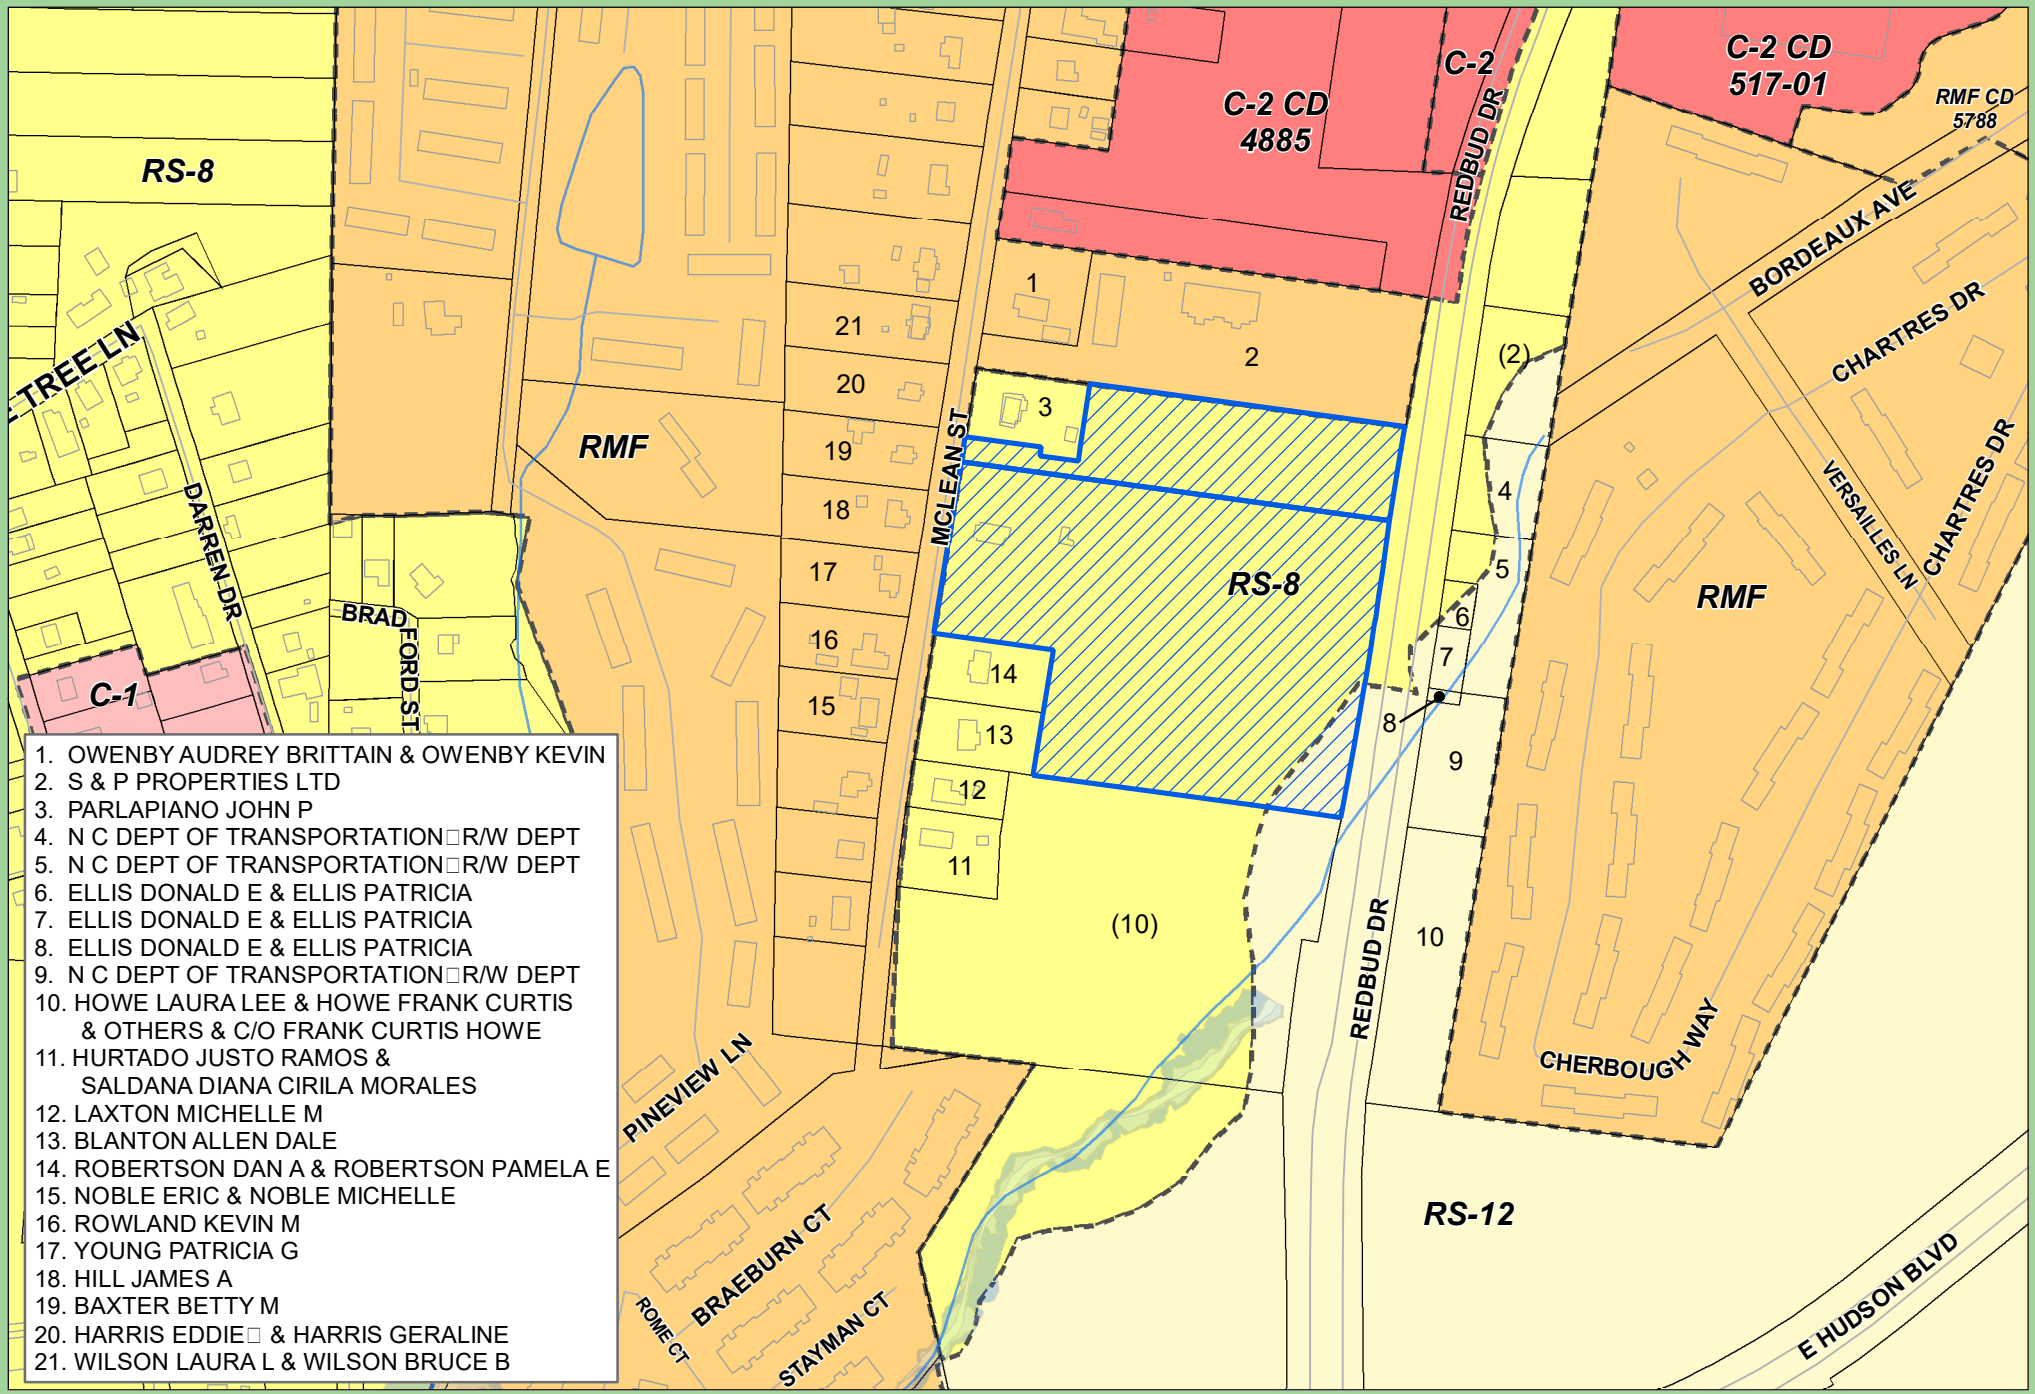 C-2 CD
517-01
C-2
C-2 CD
4885
RMF CD
5788
REDBUD DR
RS-8
BORDEAUX AVE
1
CHARTRES DR
21
2
(2)
E TREE LN
20
3
MCLEAN ST
RMF
19
CHARTRES DR
VERSAILLES LN
18
4
DARREN DR
17
5
RS-8
RMF
BRADFORD ST
6
16
7
14
C-1
15
13
8
9
12
11
(10)
10
REDBUD DR
CHERBOUGH WAY
PINEVIEW LN
RS-12
BRAEBURN CT
ROME CT
STAYMAN CT
E HUDSON BLVD
1. OWENBY AUDREY BRITTAIN & OWENBY KEVIN
2. S & P PROPERTIES LTD
3. PARLAPIANO JOHN P
4. N C DEPT OF TRANSPORTATION□R/W DEPT
5. N C DEPT OF TRANSPORTATION□R/W DEPT
6. ELLIS DONALD E & ELLIS PATRICIA
7. ELLIS DONALD E & ELLIS PATRICIA
8. ELLIS DONALD E & ELLIS PATRICIA
9. N C DEPT OF TRANSPORTATION□R/W DEPT
10. HOWE LAURA LEE & HOWE FRANK CURTIS
& OTHERS & C/O FRANK CURTIS HOWE
11. HURTADO JUSTO RAMOS &
SALDANA DIANA CIRILA MORALES
12. LAXTON MICHELLE M
13. BLANTON ALLEN DALE
14. ROBERTSON DAN A & ROBERTSON PAMELA E
15. NOBLE ERIC & NOBLE MICHELLE
16. ROWLAND KEVIN M
17. YOUNG PATRICIA G
18. HILL JAMES A
19. BAXTER BETTY M
20. HARRIS EDDIE□ & HARRIS GERALINE
21. WILSON LAURA L & WILSON BRUCE B